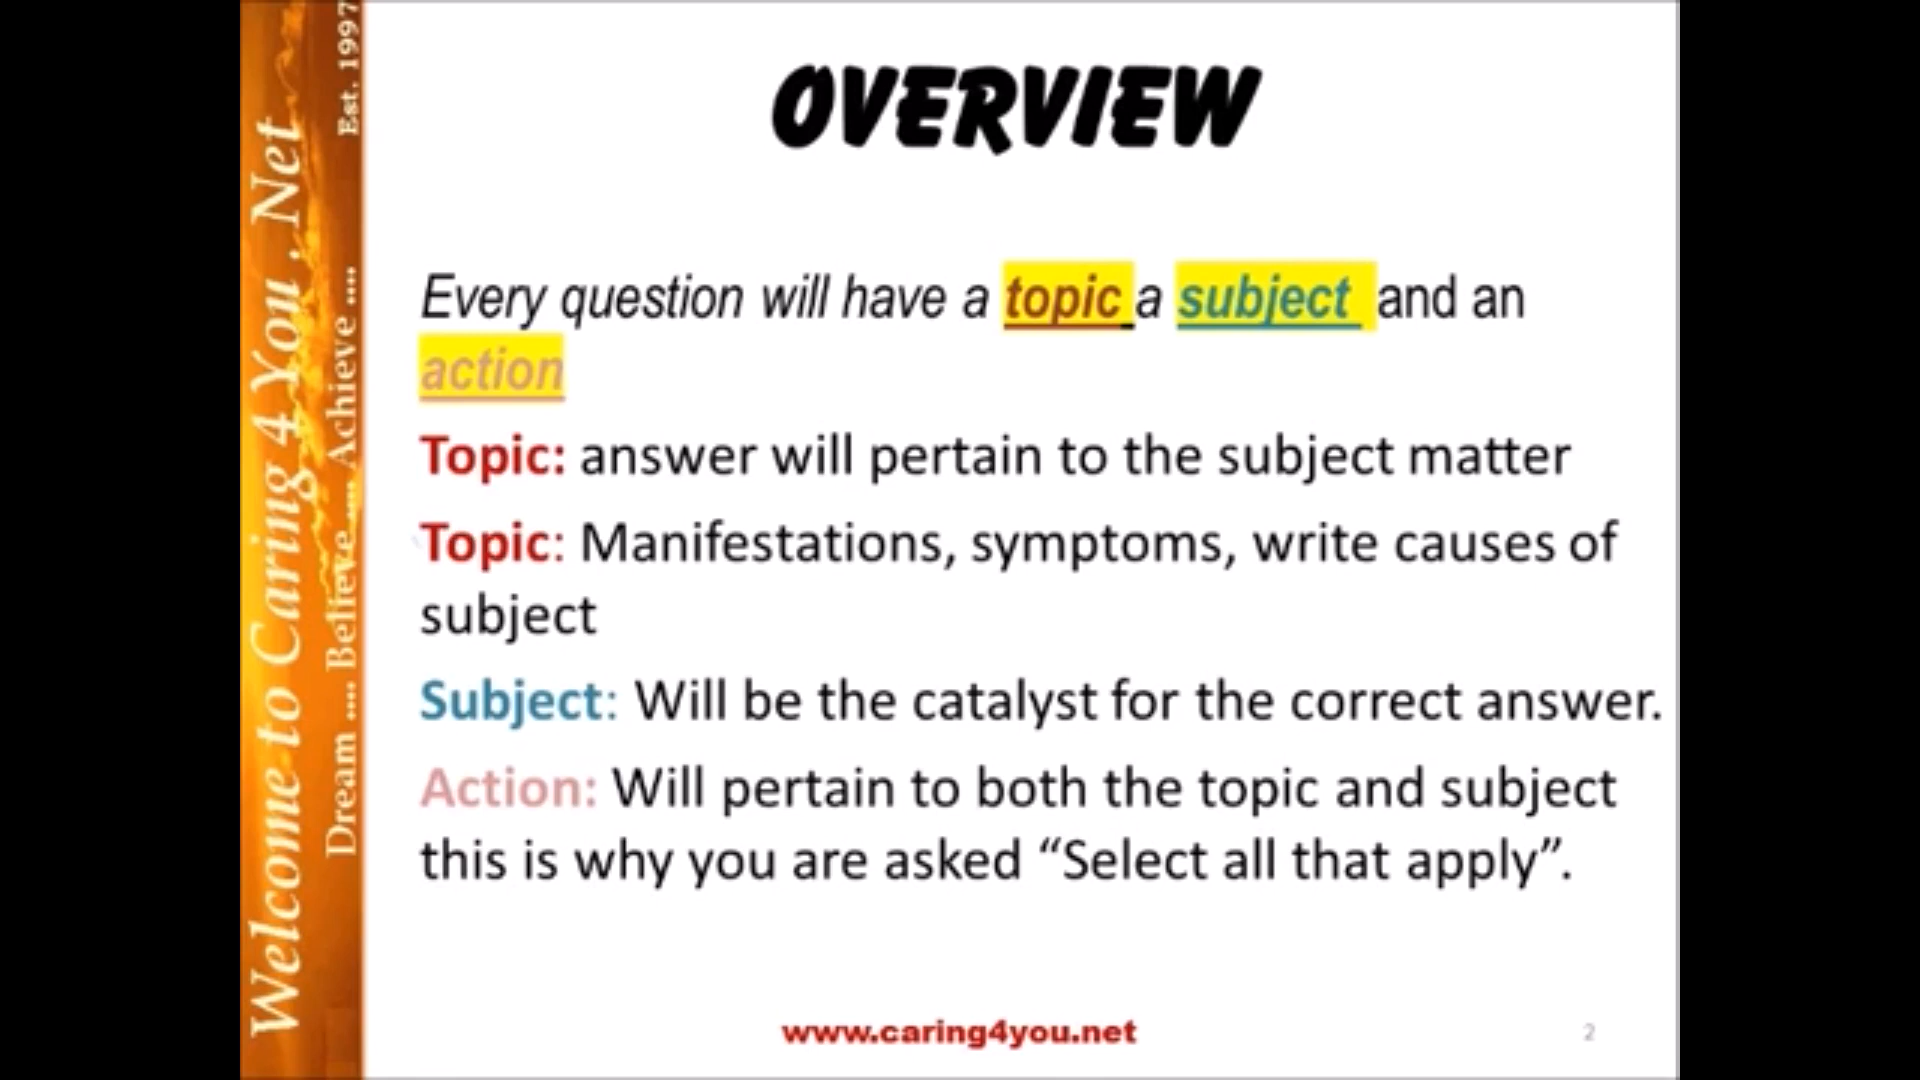 Welcome to Caring 4 You . Net
Dream .... Believe .... Achieve ....
Est. 1997
OVERVIEW
Every question will have a topic a subject and an
action
Topic: answer will pertain to the subject matter
Topic: Manifestations, symptoms, write causes of
subject
Subject: Will be the catalyst for the correct answer.
Action: Will pertain to both the topic and subject
this is why you are asked “Select all that apply”.
www.caring4you.net
2